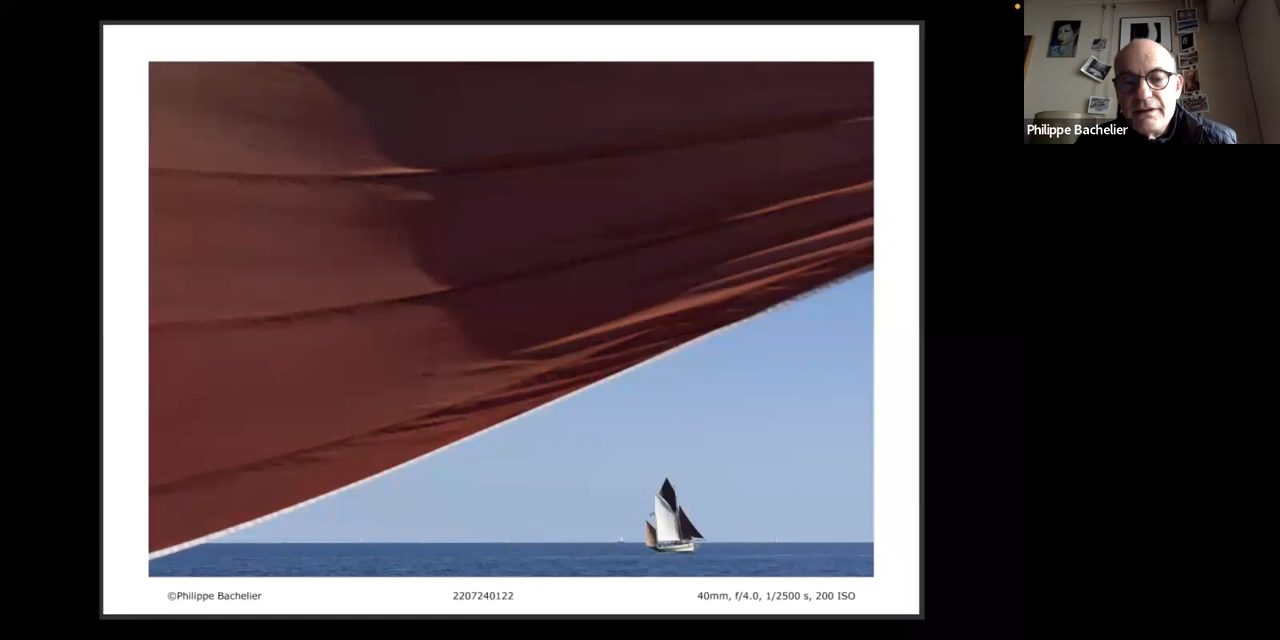 Philippe Bachelier
©Philippe Bachelier
2207240122
40mm, f/4.0, 1/2500 s, 200 ISO